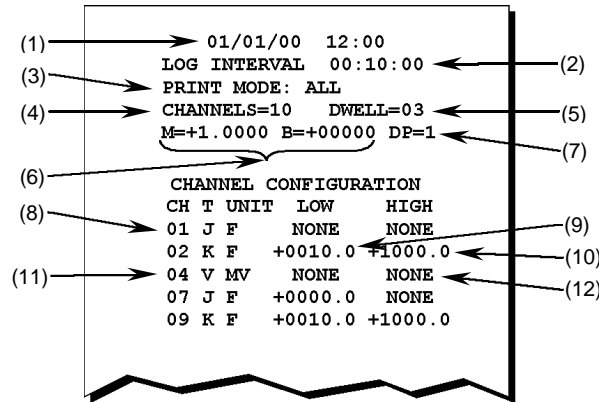 (1) 01/01/00 12:00
LOG INTERVAL 00:10:00 (2)
(3) PRINT MODE: ALL
(4) CHANNELS=10 DWELL=03 (5)
M=+1.0000 B=+00000 DP=1 (7)
(6)
CHANNEL CONFIGURATION
CH T UNIT LOW HIGH
(8) 01 J F NONE NONE (9)
02 K F +0010.0 +1000.0 (10)
(11) 04 V MV NONE NONE (12)
07 J F +0000.0 NONE
09 K F +0010.0 +1000.0